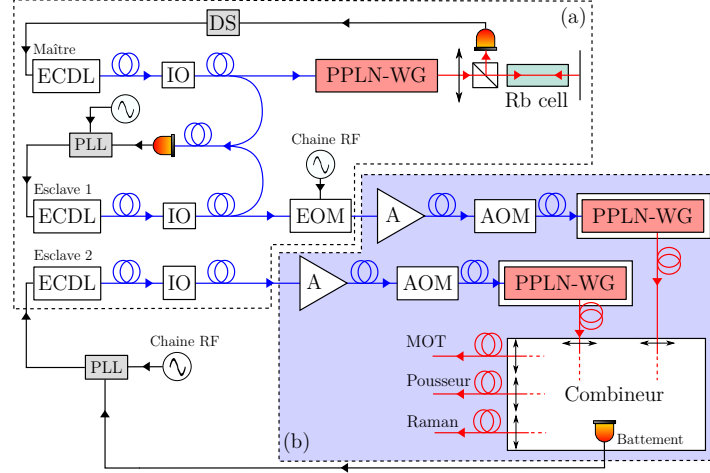 (a)
DS
Maître
ECDL
IO
PPLN-WG
Rb cell
PLL
Chaine RF
Esclave 1
ECDL
IO
EOM
A
AOM
PPLN-WG
Esclave 2
ECDL
IO
A
AOM
PPLN-WG
Chaine RF
PLL
MOT
Pousseur
Raman
Combineur
Battement
(b)